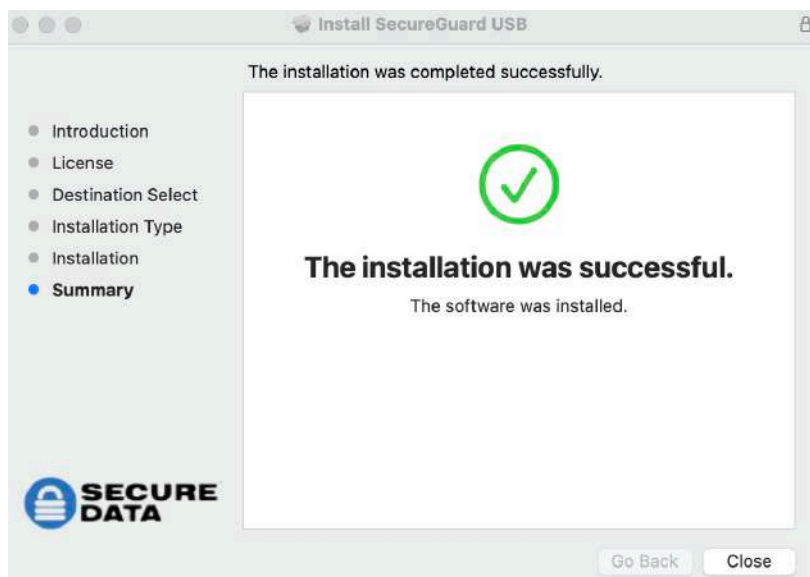 Install SecureGuard USB
The installation was completed successfully.
Introduction
License
Destination Select
Installation Type
Installation
Summary
The installation was successful.
The software was installed.
SECURE
DATA
Go Back
Close